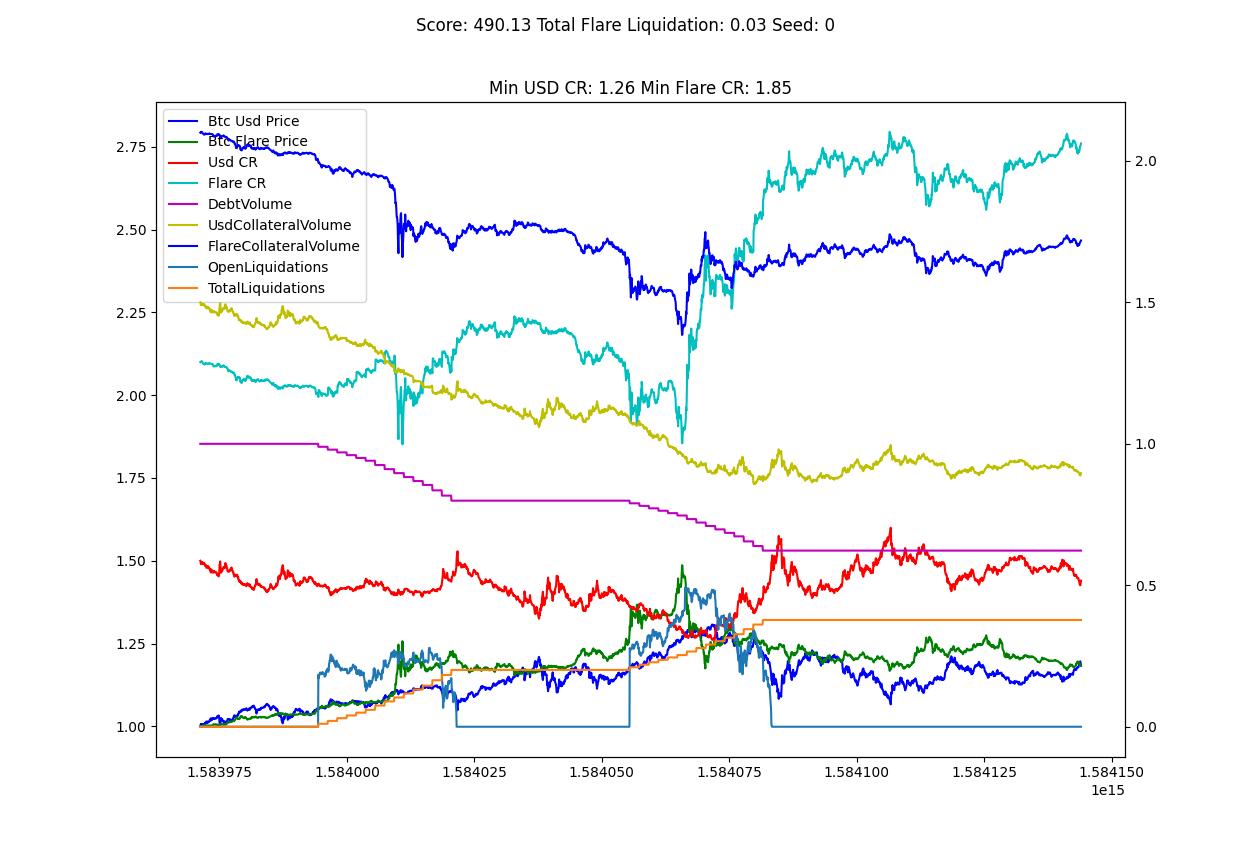 Score: 490.13 Total Flare Liquidation: 0.03 Seed: 0
Min USD CR: 1.26 Min Flare CR: 1.85
Btc Usd Price
Btc Flare Price
Usd CR
Flare CR
DebtVolume
UsdCollateralVolume
FlareCollateralVolume
OpenLiquidations
TotalLiquidations
2.75
2.50
2.25
2.00
1.75
1.50
1.25
1.00
2.0
1.5
1.0
0.5
0.0
1.583975 1.584000 1.584025 1.584050 1.584075 1.584100 1.584125 1.584150
1e15